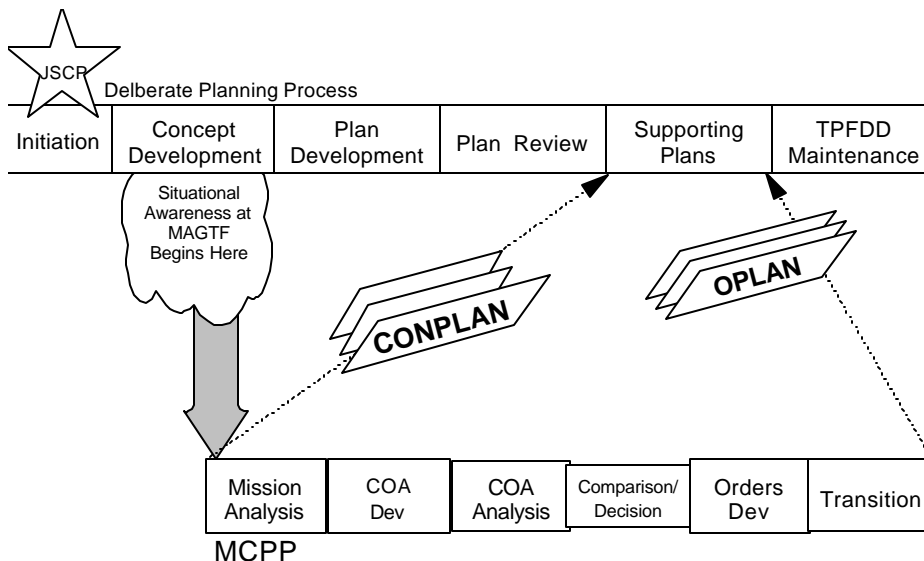 JSCP
Delberate Planning Process
Initiation
Concept
Development
Plan
Development
Plan Review
Supporting
Plans
TPFDD
Maintenance
Situational
Awareness at
MAGTF
Begins Here
CONPLAN
OPLAN
Mission
Analysis
COA
Dev
COA
Analysis
Comparison/
Decision
Orders
Dev
Transition
MCPP